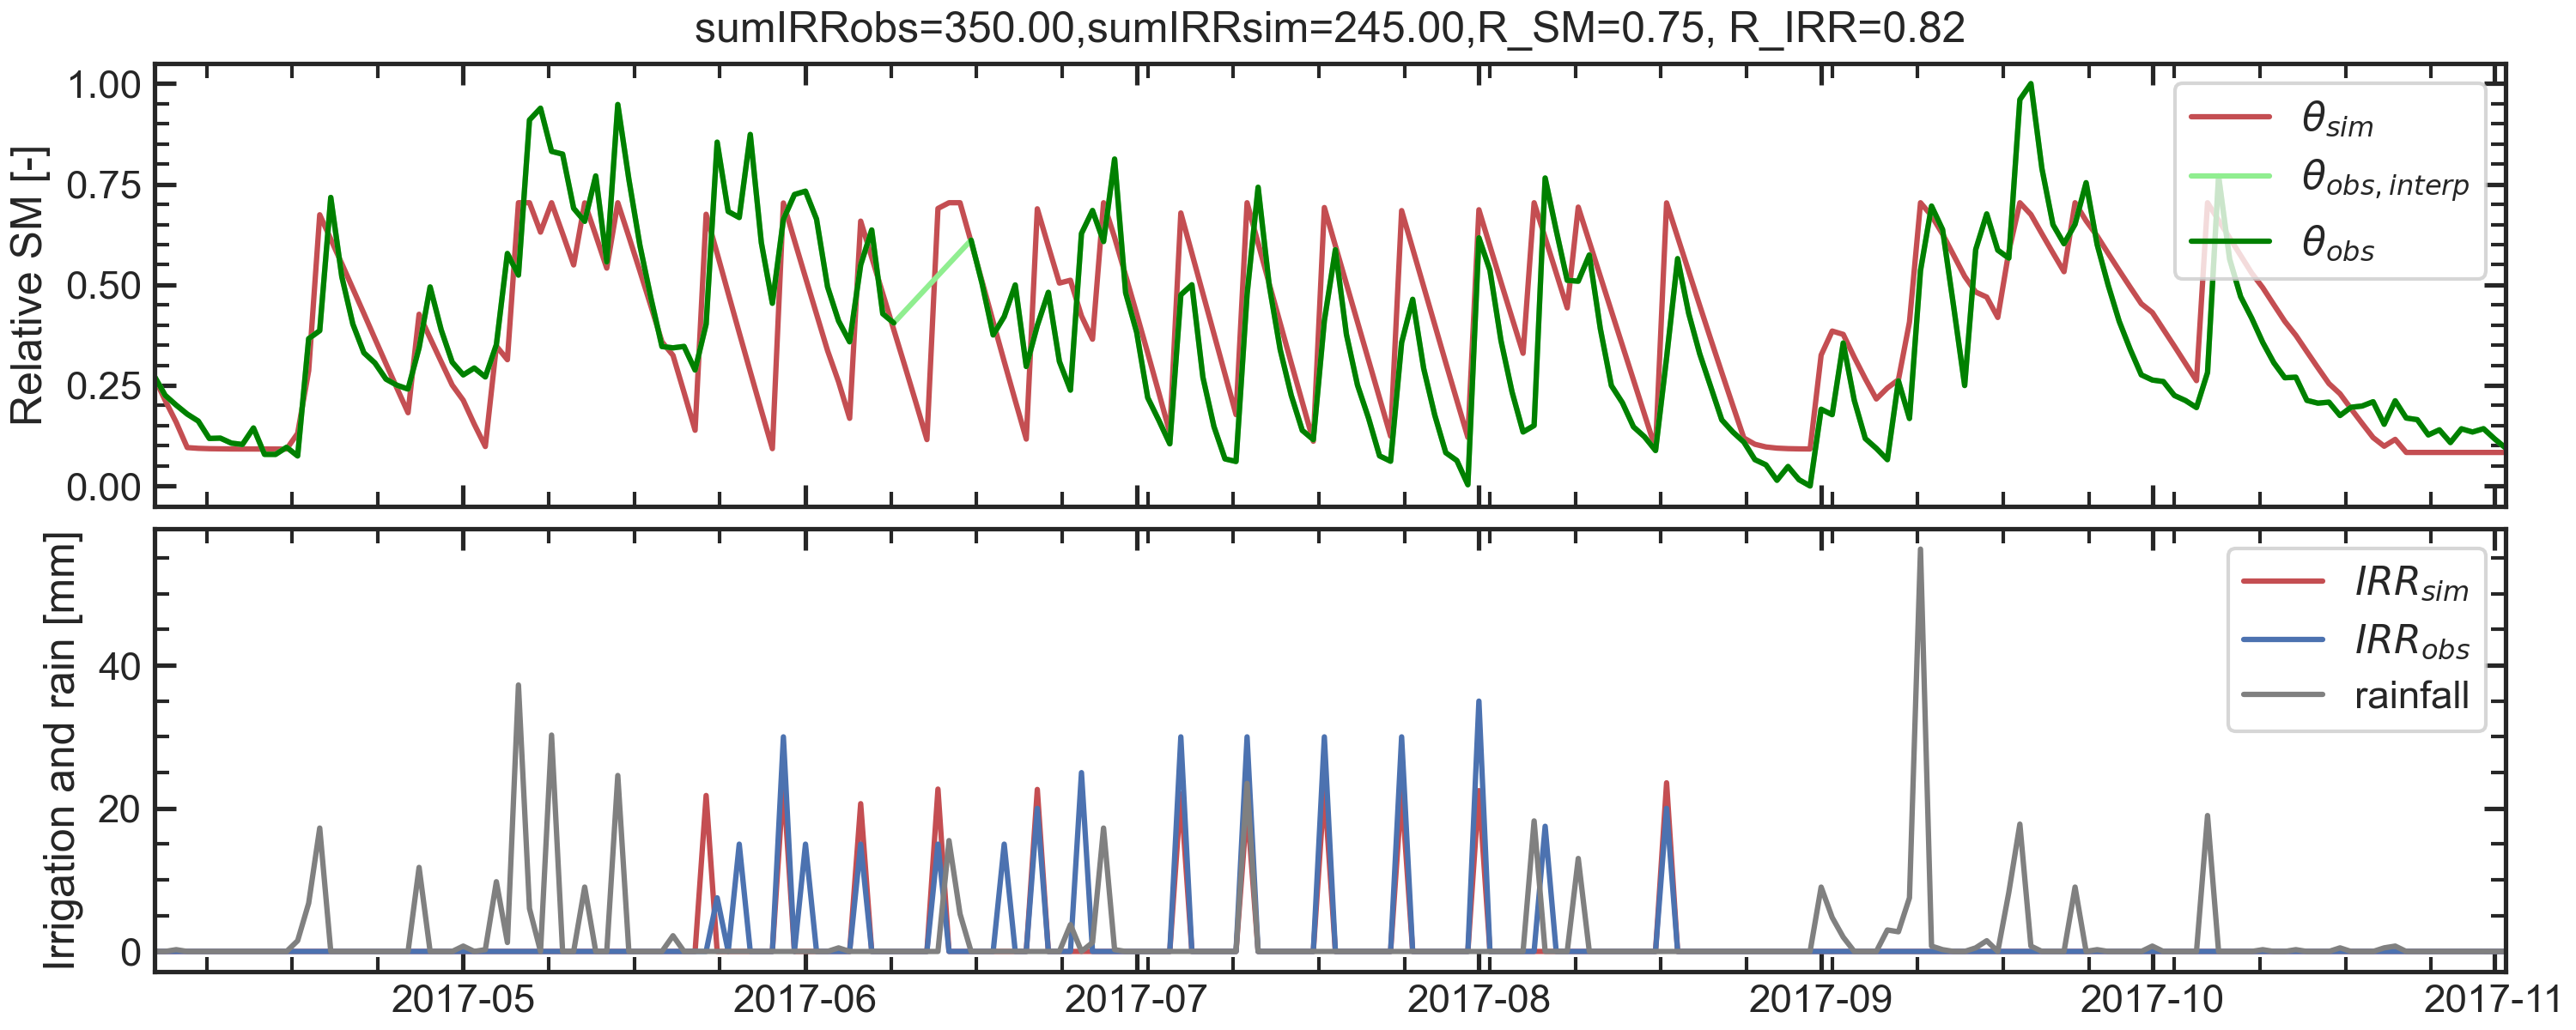 sumIRRobs=350.00,sumIRRsim=245.00,R_SM=0.75, R_IRR=0.82
Relative SM [-]
1.00
0.75
0.50
0.25
0.00
θsim
θobs, interp
θobs
Irrigation and rain [mm]
40
20
0
IRRsim
IRRobs
rainfall
2017-05
2017-06
2017-07
2017-08
2017-09
2017-10
2017-11